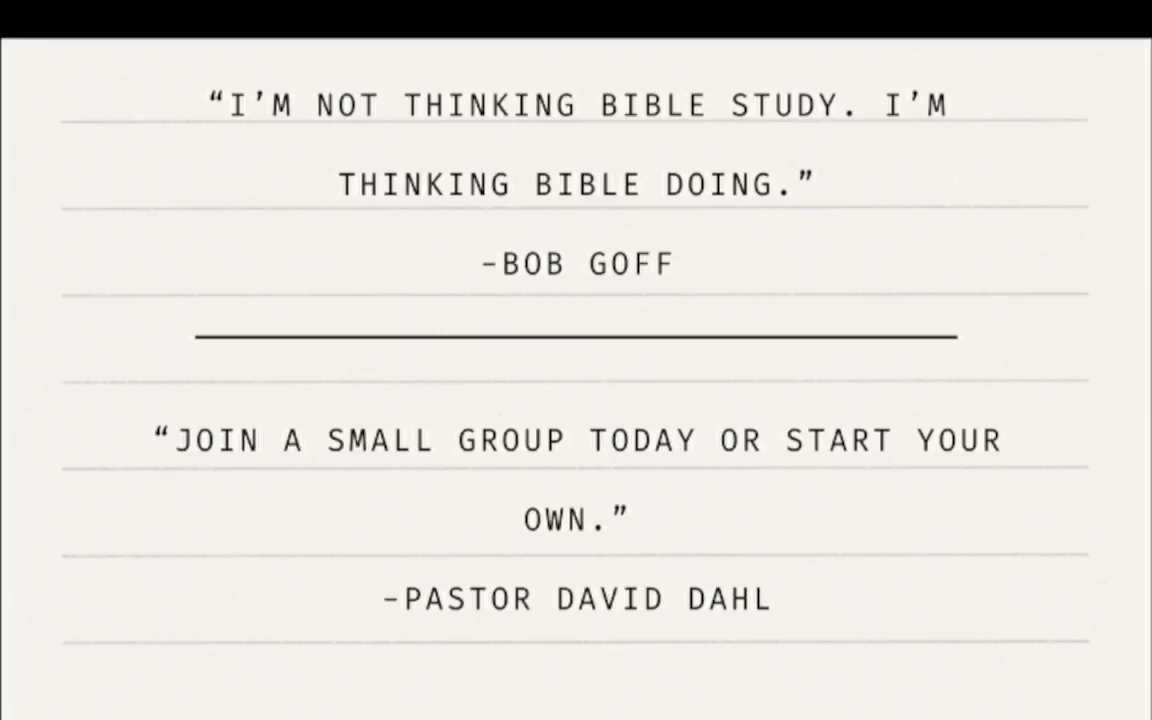 “I’M NOT THINKING BIBLE STUDY. I’M
THINKING BIBLE DOING.”
–BOB GOFF
“JOIN A SMALL GROUP TODAY OR START YOUR
OWN.”
–PASTOR DAVID DAHL